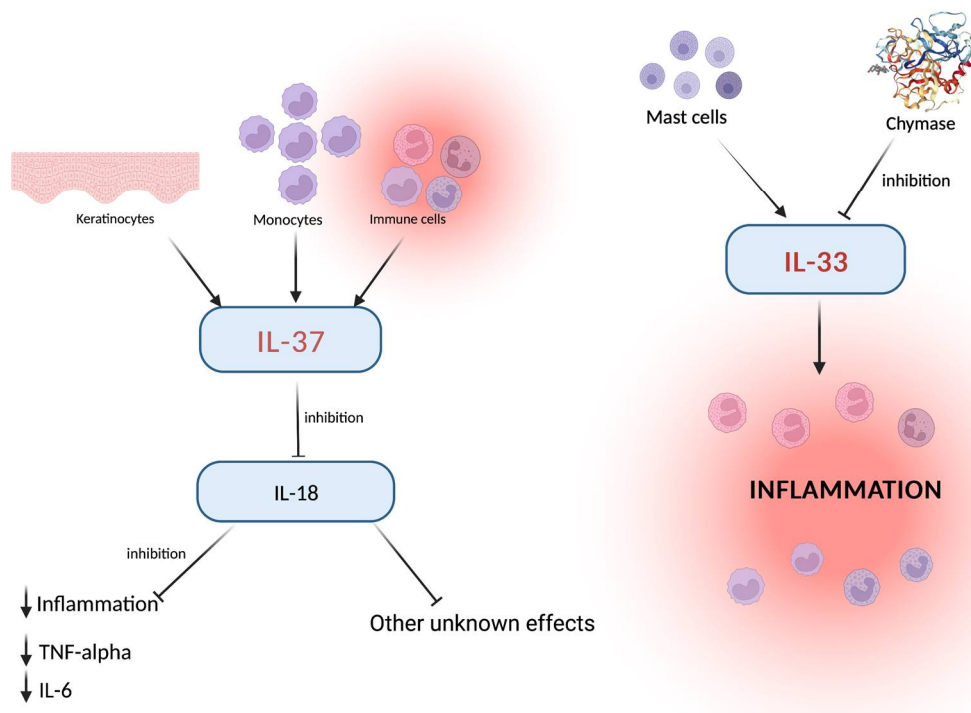 Keratinocytes
Monocytes
Immune cells
IL-37
inhibition
IL-18
inhibition
Inflammation
TNF-alpha
IL-6
Other unknown effects
Mast cells
Chymase
inhibition
IL-33
INFLAMMATION